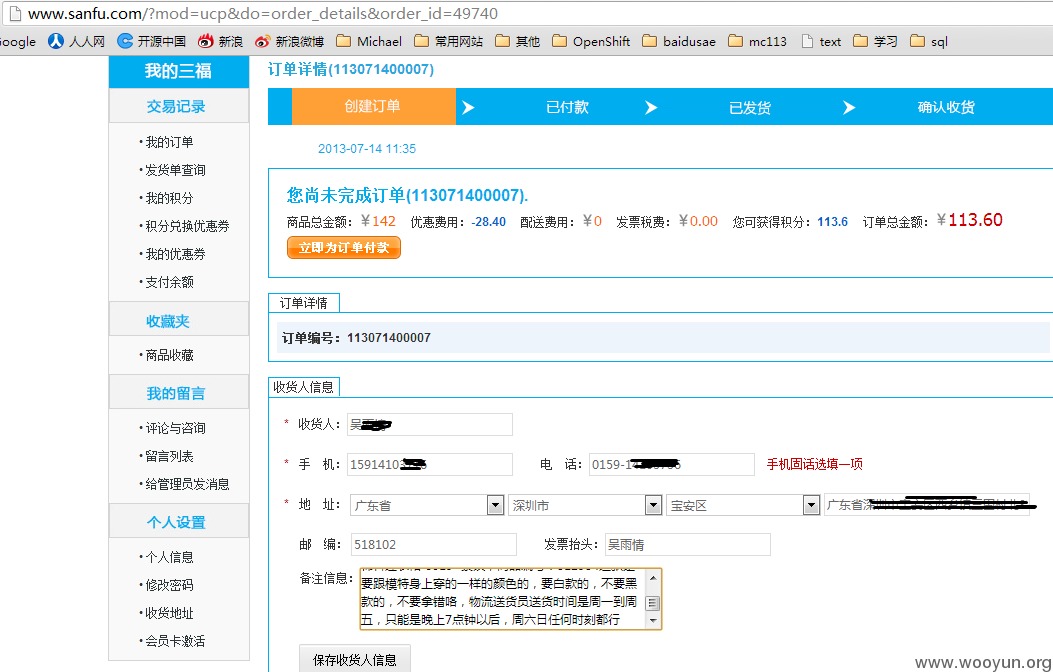 www.sanfu.com/?mod=ucp&do=order_details&order_id=49740
oogle 人人网 开源中国 新浪 新浪微博 Michael 常用网站 其他 OpenShift baidusae mc113 text 学习 sql
我的三福
交易记录
•我的订单
•发货单查询
•我的积分
•积分兑换优惠券
•我的优惠券
•支付余额
收藏夹
•商品收藏
我的留言
•评论与咨询
•留言列表
•给管理员发消息
个人设置
•个人信息
•修改密码
•收货地址
•会员卡激活
订单详情(113071400007)
创建订单 已付款 已发货 确认收货
2013-07-14 11:35
您尚未完成订单(113071400007).
商品总金额：￥142 优惠费用：-28.40 配送费用：￥0 发票税费：￥0.00 您可获得积分：113.6 订单总金额：￥113.60
立即为订单付款
订单详情
订单编号：113071400007
收货人信息
* 收货人：吴
* 手 机：15914103 电 话：0159-14 手机固话选填一项
* 地 址：广东省 深圳市 宝安区 广东省深
邮 编：518102 发票抬头：吴雨情
备注信息：
要跟模特身上穿的一样的颜色的，要白款的，不要黑
款的，不要拿错咯，物流送货员送货时间是周一到周
五，只能是晚上7点钟以后，周六日任何时刻都行
保存收货人信息
www.wooyun.org